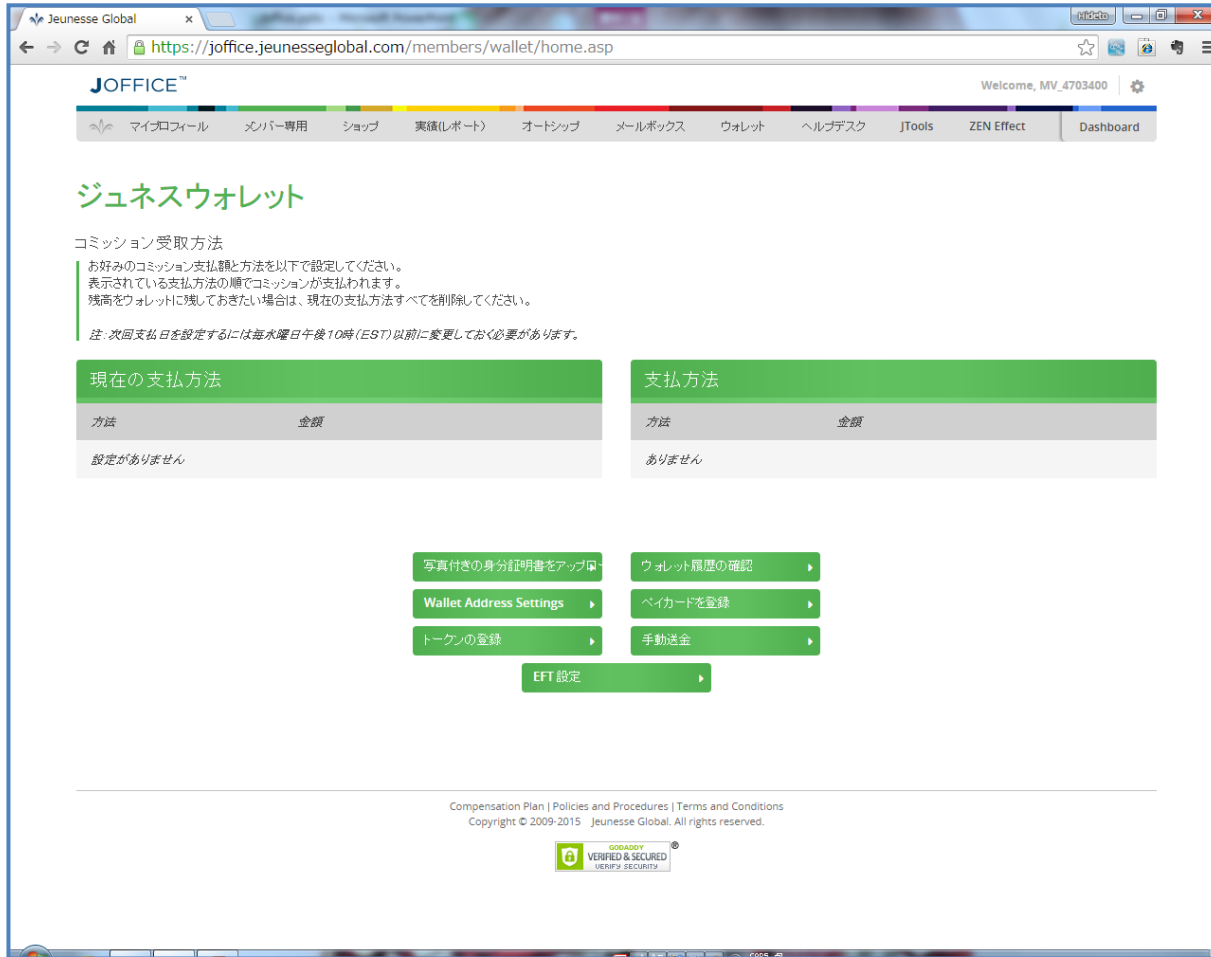 Jeunesse Global
Hideto
https://joffice.jeunesseglobal.com/members/wallet/home.asp
JOFFICE™
Welcome, MV_4703400
マイプロフィール メンバー専用 ショップ 実績(レポート) オートシップ メールボックス ウォレット ヘルプデスク JTools ZEN Effect Dashboard
ジュネスウォレット
コミッション受取方法
お好みのコミッション支払額と方法を以下で設定してください。
表示されている支払方法の順でコミッションが支払われます。
残高をウォレットに残しておきたい場合は、現在の支払方法すべてを削除してください。
注:次回支払日を設定するには毎水曜日午後10時(EST)以前に変更しておく必要があります。
現在の支払方法
方法 金額
設定がありません
支払方法
方法 金額
ありません
写真付きの身分証明書をアップロー
ウォレット履歴の確認
Wallet Address Settings
ペイカードを登録
トークンの登録
手動送金
EFT 設定
Compensation Plan | Policies and Procedures | Terms and Conditions
Copyright © 2009-2015 Jeunesse Global. All rights reserved.
GODADDY
VERIFIED & SECURED
VERIFY SECURITY
®